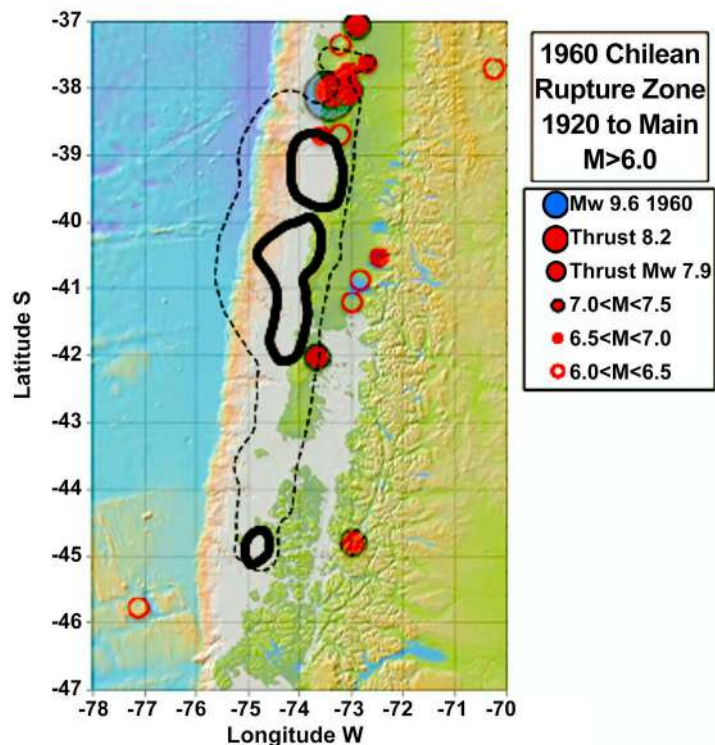 -37
-38
-39
-40
-41
-42
-43
-44
-45
-46
-47
Latitude S
-78 -77 -76 -75 -74 -73 -72 -71 -70
Longitude W
1960 Chilean
Rupture Zone
1920 to Main
M>6.0
Mw 9.6 1960
Thrust 8.2
Thrust Mw 7.9
7.0<M<7.5
6.5<M<7.0
6.0<M<6.5